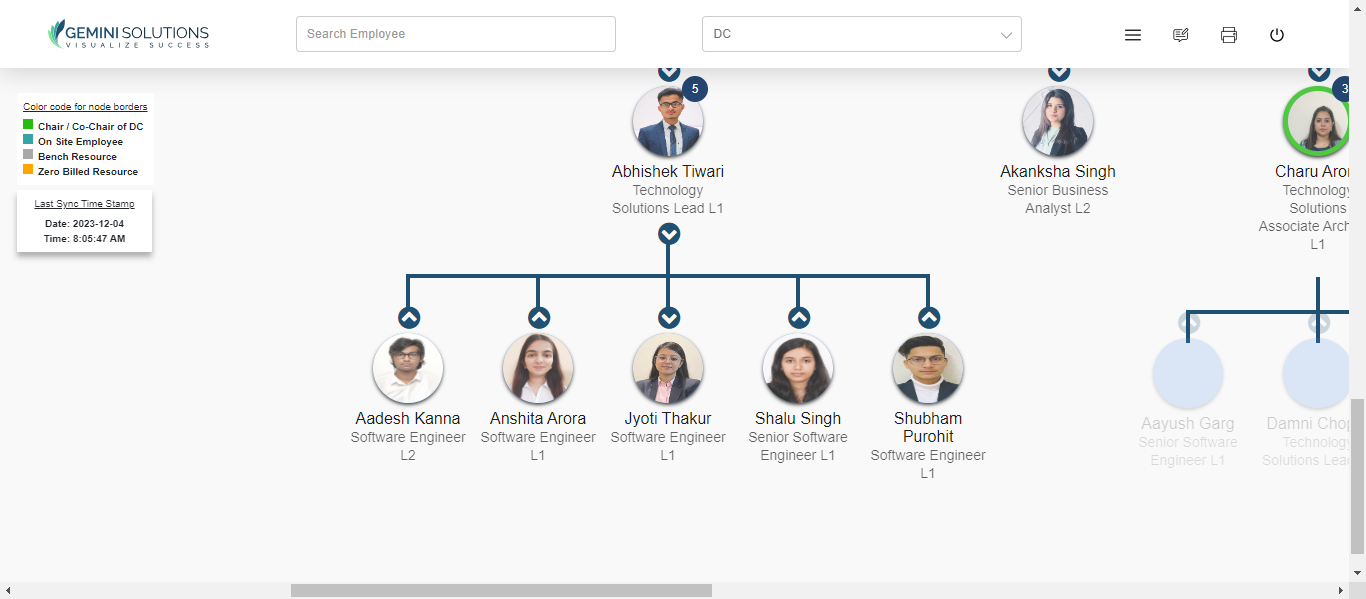 GEMINI SOLUTIONS
VISUALIZE SUCCESS
Search Employee
DC
Color code for node borders
Chair / Co-Chair of DC
On Site Employee
Bench Resource
Zero Billed Resource
Last Sync Time Stamp
Date: 2023-12-04
Time: 8:05:47 AM
5
Abhishek Tiwari
Technology
Solutions Lead L1
Akanksha Singh
Senior Business
Analyst L2
3
Charu Aror
Technology
Solutions
Associate Arch
L1
Aadesh Kanna
Software Engineer
L2
Anshita Arora
Software Engineer
L1
Jyoti Thakur
Software Engineer
L1
Shalu Singh
Senior Software
Engineer L1
Shubham
Purohit
Software Engineer
L1
Aayush Garg
Senior Software
Engineer L1
Damni Chop
Technology
Solutions Lead